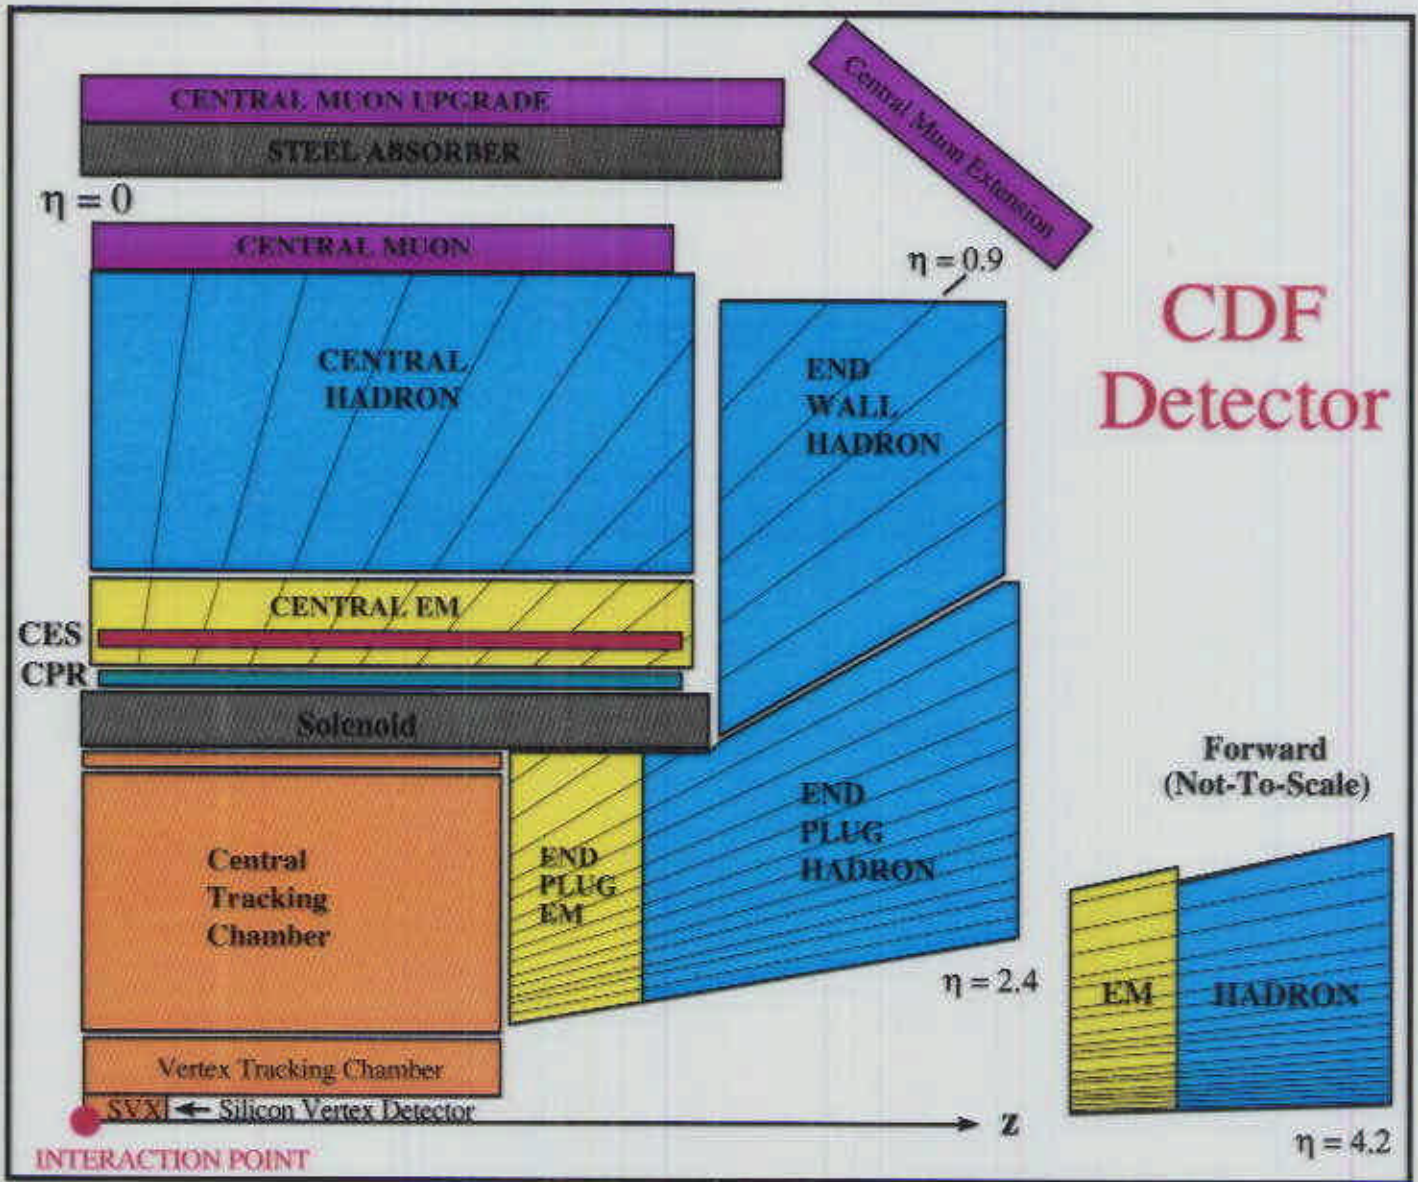 CENTRAL MUON UPGRADE
STEEL ABSORBER
Central Muon Extension
η = 0
CENTRAL MUON
η = 0.9
CDF
Detector
CENTRAL
HADRON
END
WALL
HADRON
CENTRAL EM
CES
CPR
Solenoid
Forward
(Not-To-Scale)
END
PLUG
HADRON
Central
Tracking
Chamber
END
PLUG
EM
η = 2.4
EM
HADRON
Vertex Tracking Chamber
SVX
Silicon Vertex Detector
Z
η = 4.2
INTERACTION POINT